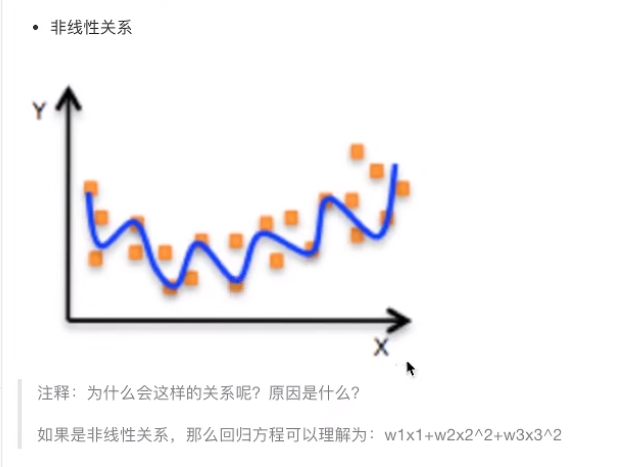 • 非线性关系
Y
X
注释：为什么会这样的关系呢？原因是什么？
如果是非线性关系，那么回归方程可以理解为：w1x1+w2x2^2+w3x3^2